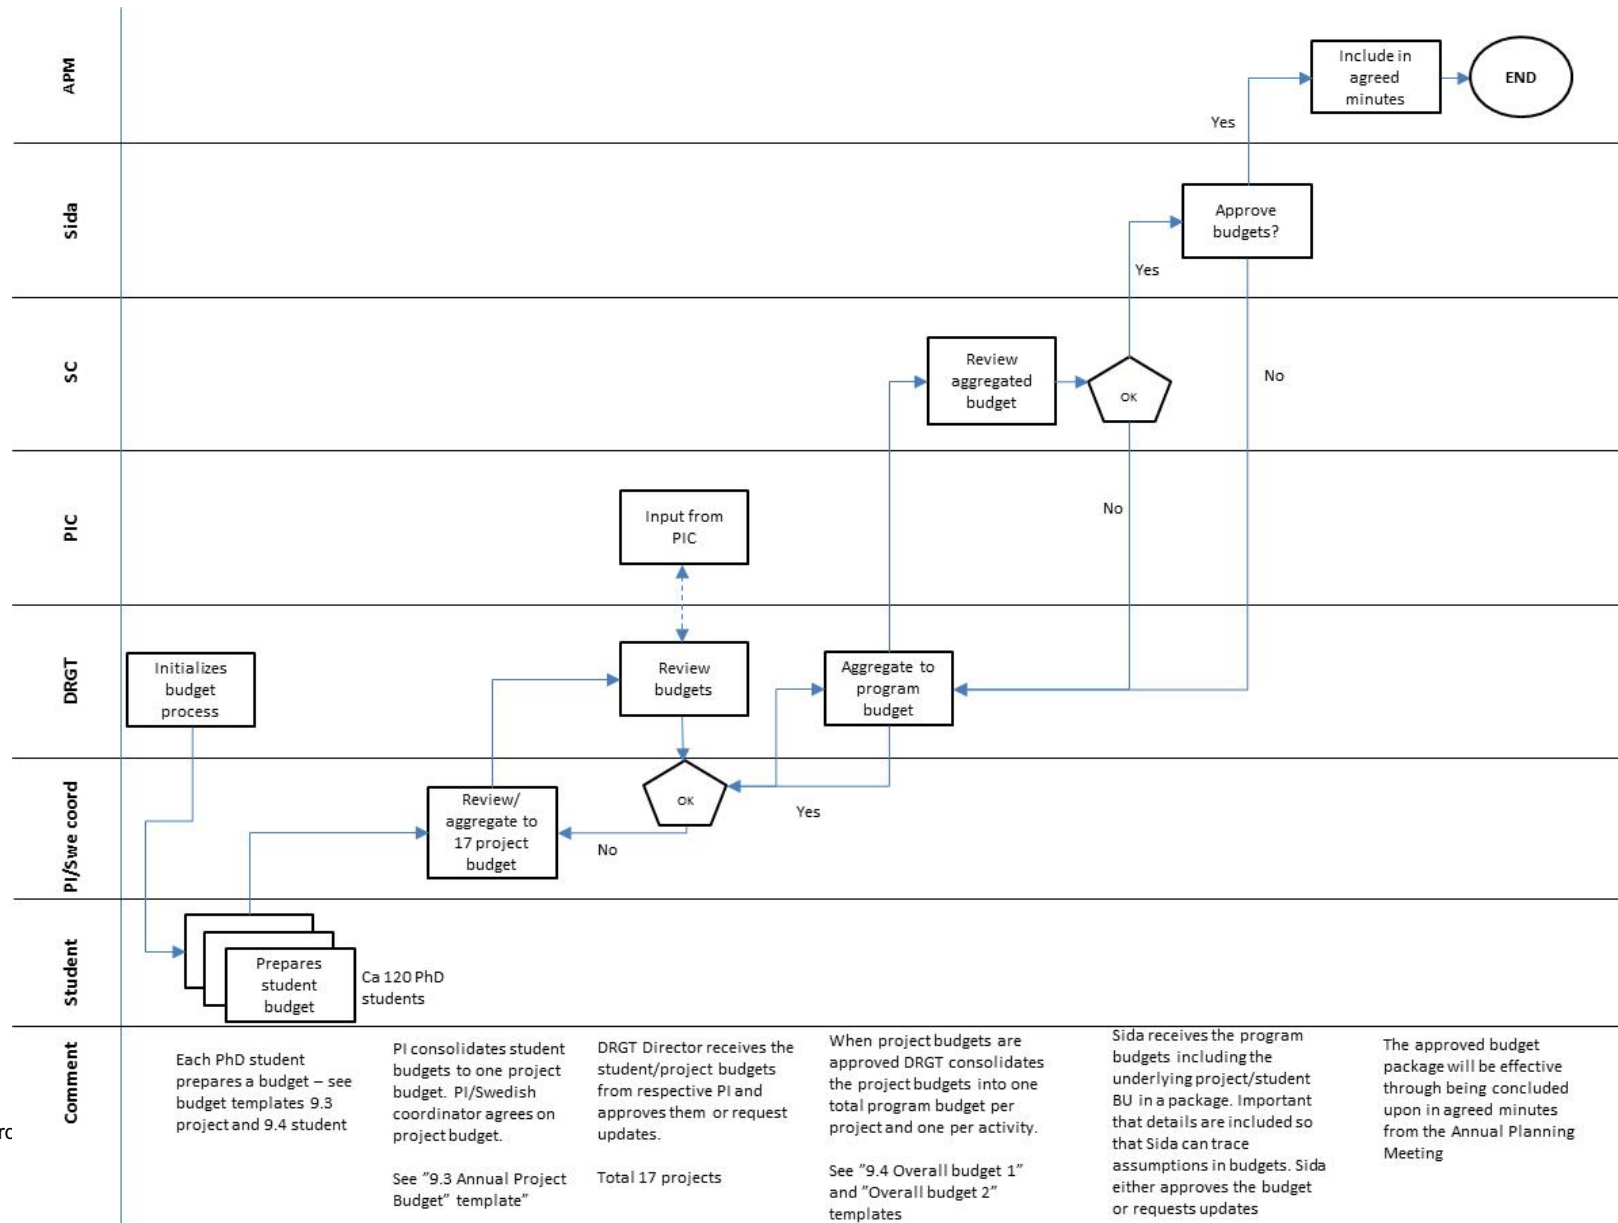 APM
Include in
agreed
minutes
END
Yes
Sida
Approve
budgets?
Yes
SC
Review
aggregated
budget
OK
No
PIC
Input from
PIC
No
DRGT
Initializes
budget
process
Review
budgets
Aggregate to
program
budget
PI/Swe coord
Review/
aggregate to
17 project
budget
OK
Yes
No
Student
Prepares
student
budget
Ca 120 PhD
students
Comment
Each PhD student
prepares a budget – see
budget templates 9.3
project and 9.4 student
PI consolidates student
budgets to one project
budget. PI/Swedish
coordinator agrees on
project budget.
See ”9.3 Annual Project
Budget” template”
DRGT Director receives the
student/project budgets
from respective PI and
approves them or request
updates.
Total 17 projects
When project budgets are
approved DRGT consolidates
the project budgets into one
total program budget per
project and one per activity.
See ”9.4 Overall budget 1”
and ”Overall budget 2”
templates
Sida receives the program
budgets including the
underlying project/student
BU in a package. Important
that details are included so
that Sida can trace
assumptions in budgets. Sida
either approves the budget
or requests updates
The approved budget
package will be effective
through being concluded
upon in agreed minutes
from the Annual Planning
Meeting